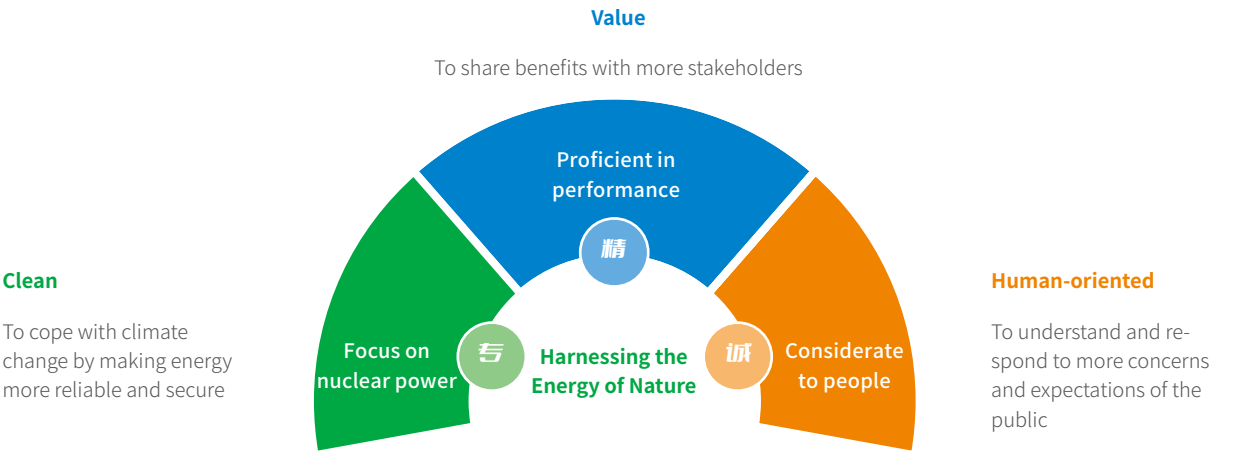 Value
To share benefits with more stakeholders
Proficient in
performance
精
Clean
To cope with climate
change by making energy
more reliable and secure
Focus on
nuclear power
专
Harnessing the
Energy of Nature
诚
Considerate
to people
Human-oriented
To understand and re-
spond to more concerns
and expectations of the
public